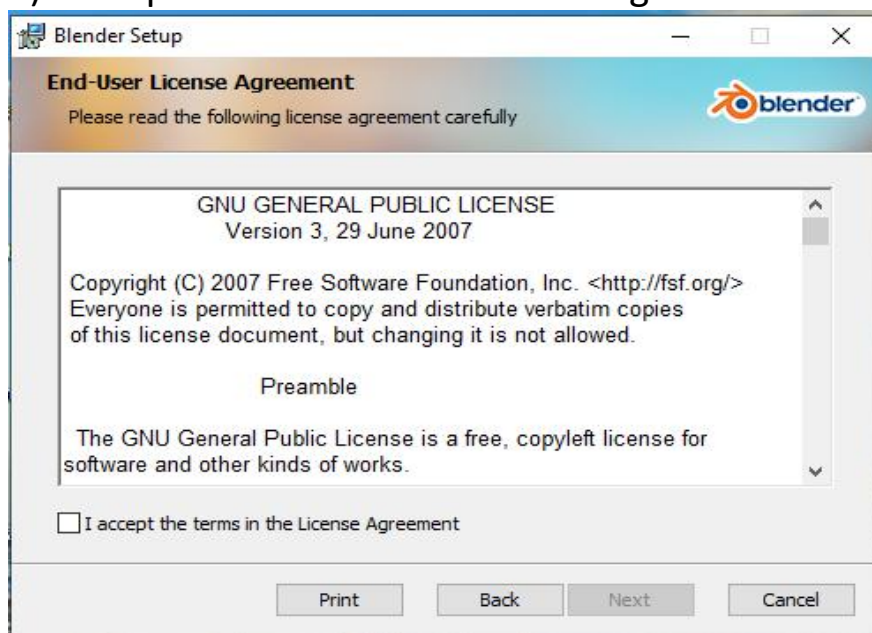 Blender Setup
End-User License Agreement
Please read the following license agreement carefully
blender
GNU GENERAL PUBLIC LICENSE
Version 3, 29 June 2007
Copyright (C) 2007 Free Software Foundation, Inc. <http://fsf.org/>
Everyone is permitted to copy and distribute verbatim copies
of this license document, but changing it is not allowed.
Preamble
The GNU General Public License is a free, copyleft license for
software and other kinds of works.
I accept the terms in the License Agreement
Print Back Next Cancel